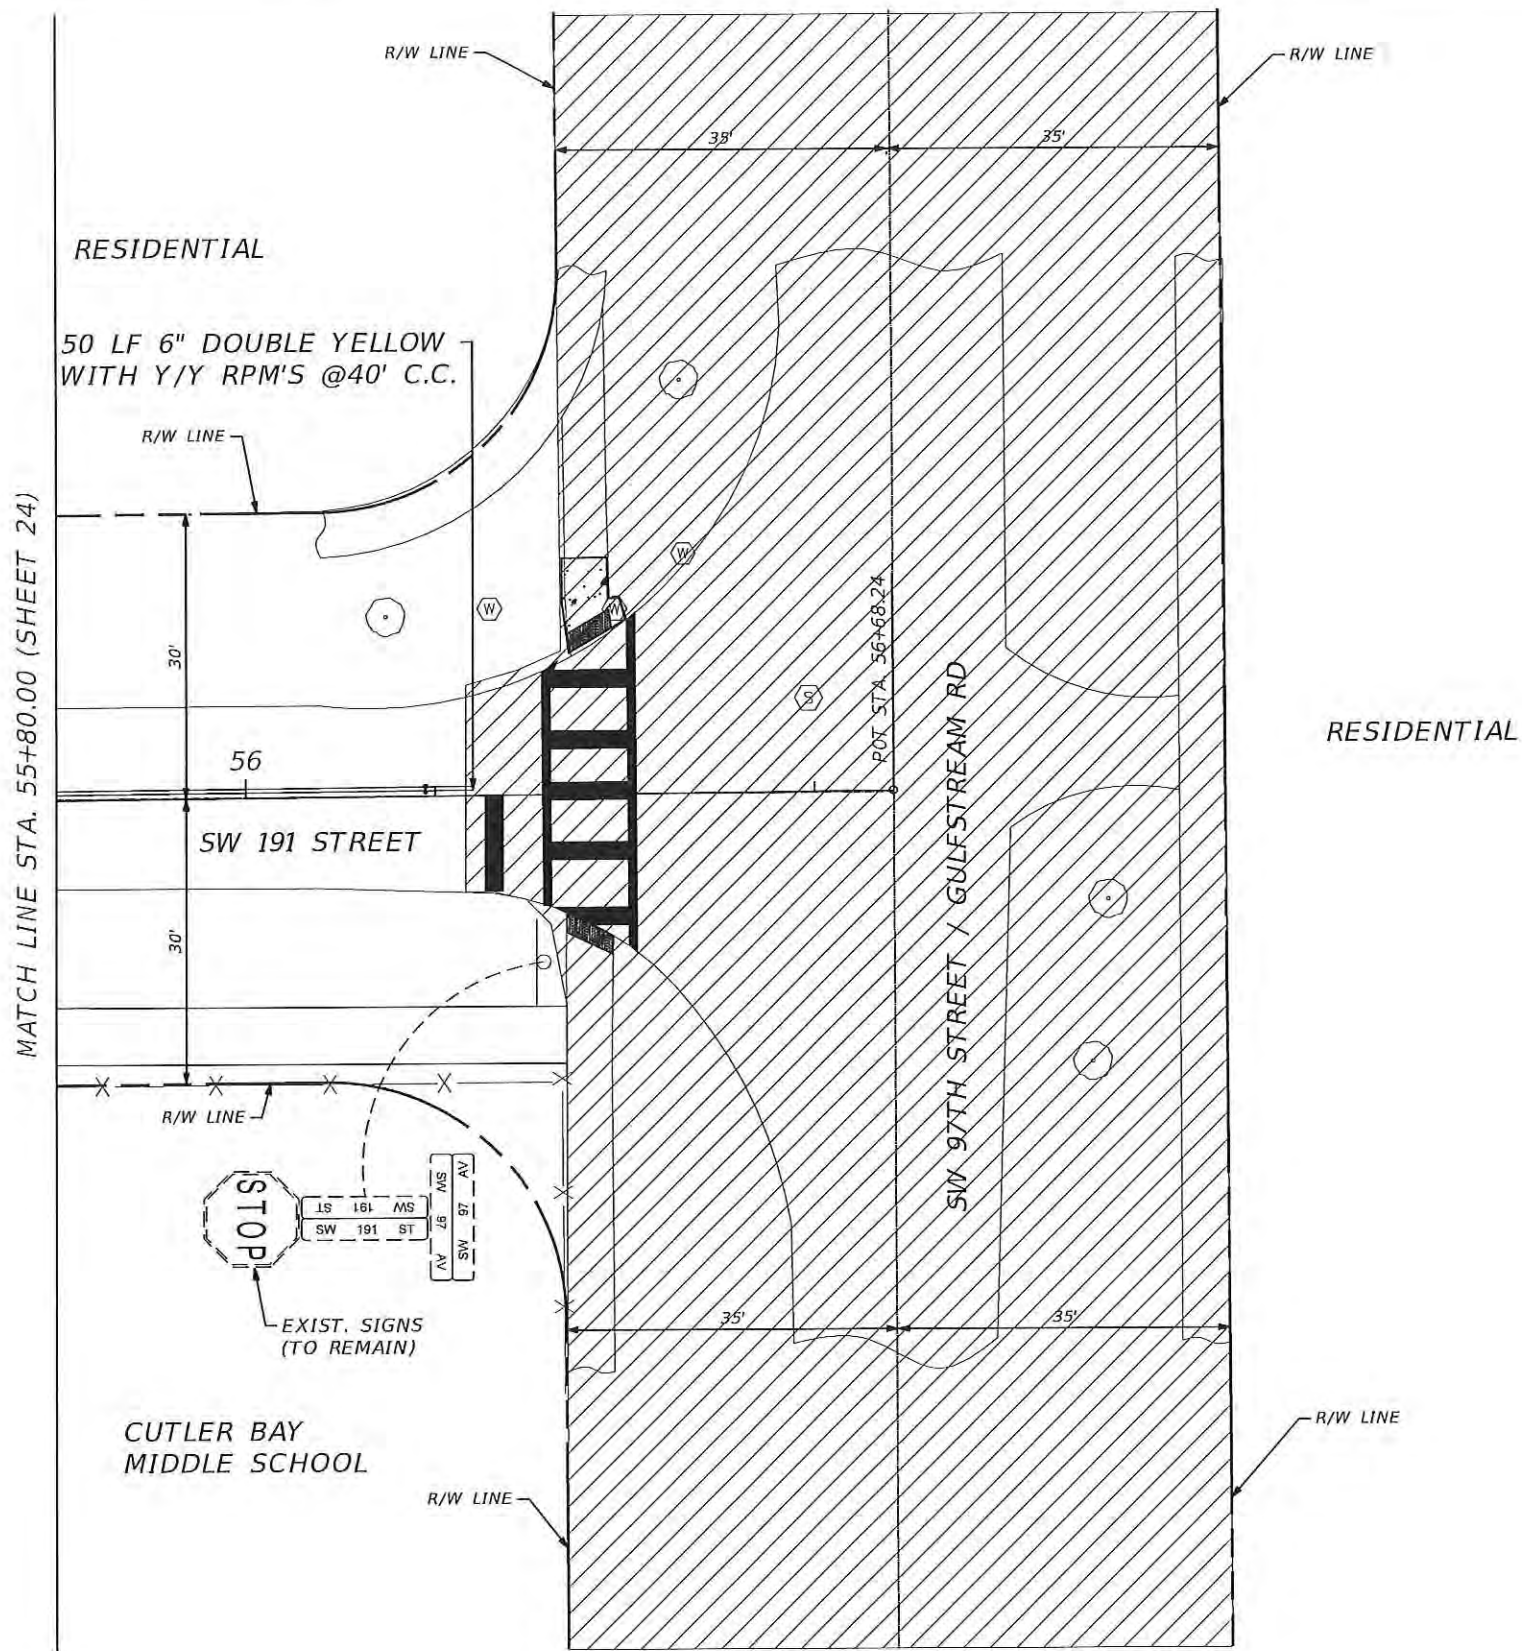 R/W LINE
R/W LINE
35'
35'
RESIDENTIAL
50 LF 6" DOUBLE YELLOW
WITH Y/Y RPM'S @40' C.C.
R/W LINE
MATCH LINE STA. 55+80.00 (SHEET 24)
30'
W
W
W
S
POT STA. 56+68.24
SW 97TH STREET / GULFSTREAM RD
RESIDENTIAL
56
SW 191 STREET
30'
R/W LINE
STOP
SW 191 ST
SW 191 ST
SW 97 AV
SW 97 AV
EXIST. SIGNS
(TO REMAIN)
35'
35'
CUTLER BAY
MIDDLE SCHOOL
R/W LINE
R/W LINE